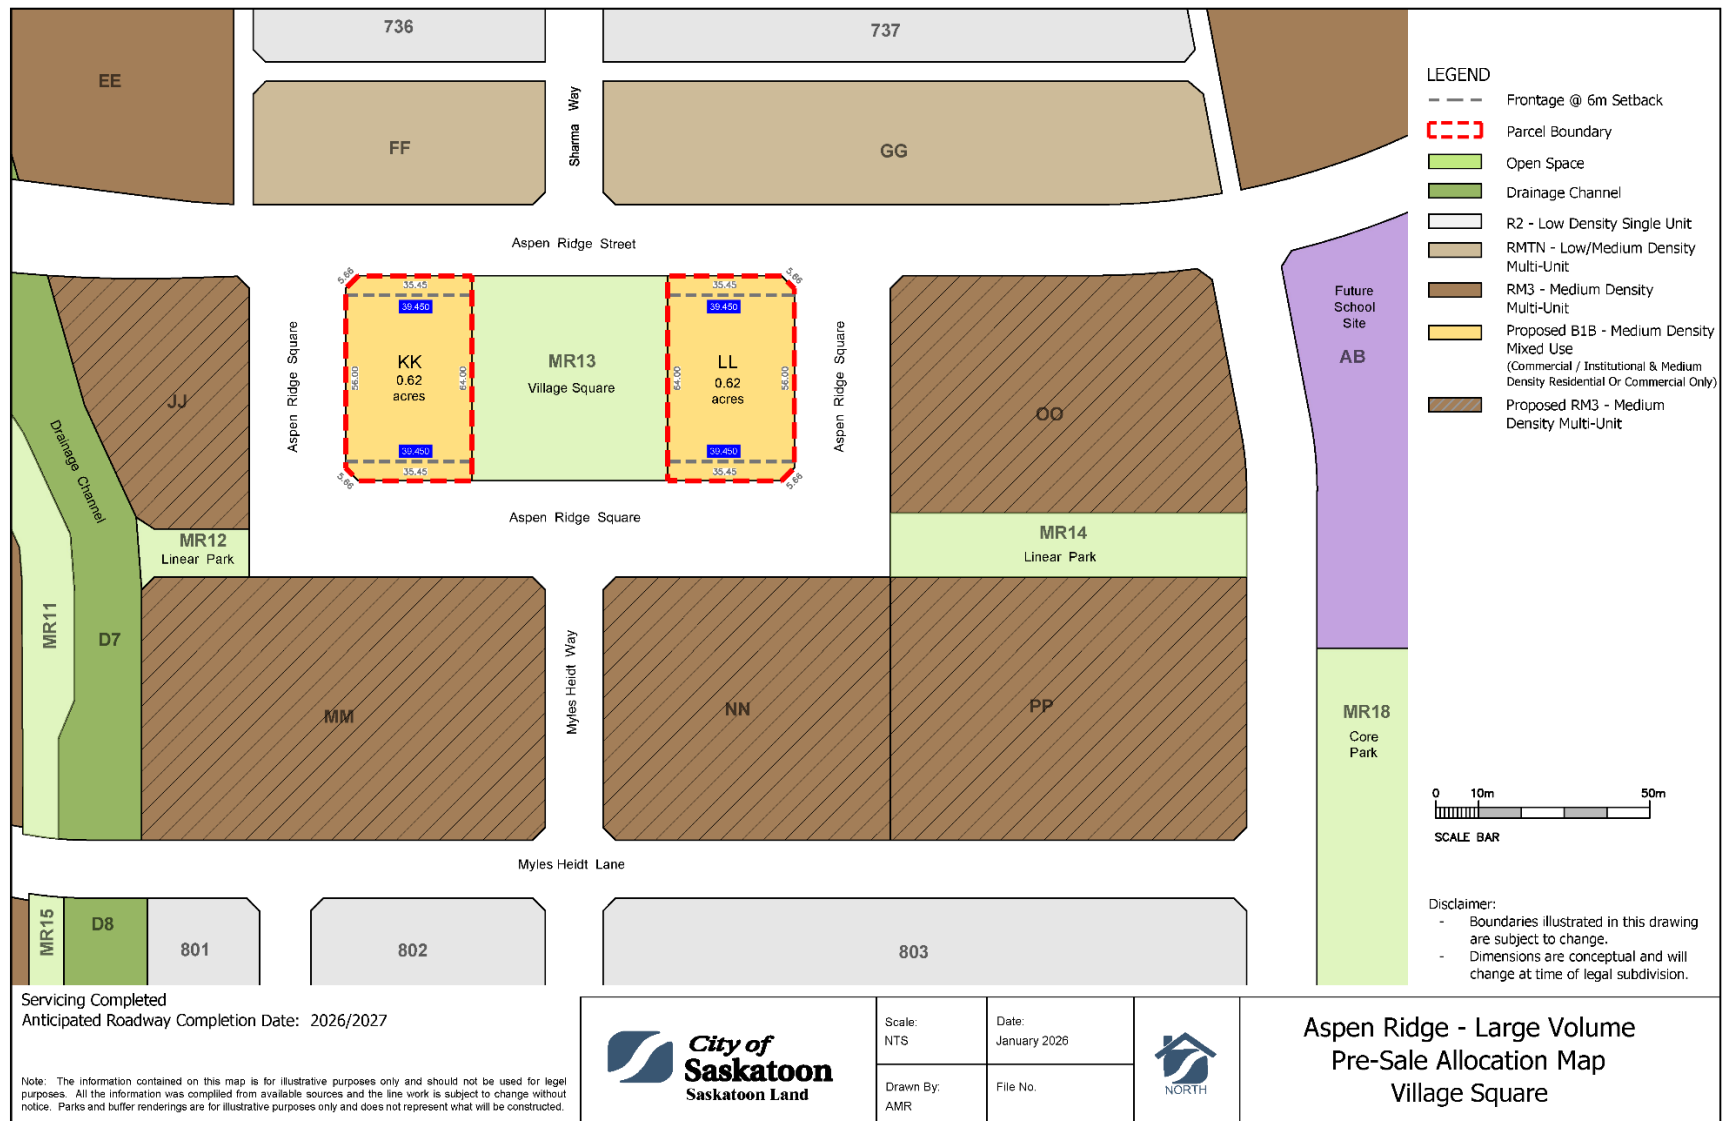 736
737
EE
FF
Sharma Way
GG
Aspen Ridge Street
5.66
35.45
39.450
KK
0.62
acres
56.00
64.00
39.450
35.45
5.66
MR13
Village Square
5.66
35.45
39.450
LL
0.62
acres
64.00
56.00
39.450
35.45
5.66
Aspen Ridge Square
Aspen Ridge Square
Aspen Ridge Square
JJ
OO
Future
School
Site
AB
Drainage Channel
MR12
Linear Park
MR14
Linear Park
MR11
D7
MM
Myles Heidt Way
NN
PP
MR18
Core
Park
Myles Heidt Lane
MR15
D8
801
802
803
LEGEND
Frontage @ 6m Setback
Parcel Boundary
Open Space
Drainage Channel
R2 - Low Density Single Unit
RMTN - Low/Medium Density
Multi-Unit
RM3 - Medium Density
Multi-Unit
Proposed B1B - Medium Density
Mixed Use
(Commercial / Institutional & Medium
Density Residential Or Commercial Only)
Proposed RM3 - Medium
Density Multi-Unit
0 10m 50m
SCALE BAR
Disclaimer:
- Boundaries illustrated in this drawing
are subject to change.
- Dimensions are conceptual and will
change at time of legal subdivision.
Servicing Completed
Anticipated Roadway Completion Date: 2026/2027
Note: The information contained on this map is for illustrative purposes only and should not be used for legal
purposes. All the information was compliled from available sources and the line work is subject to change without
notice. Parks and buffer renderings are for illustrative purposes only and does not represent what will be constructed.
City of
Saskatoon
Saskatoon Land
Scale:
NTS
Date:
January 2026
Drawn By:
AMR
File No.
NORTH
Aspen Ridge - Large Volume
Pre-Sale Allocation Map
Village Square